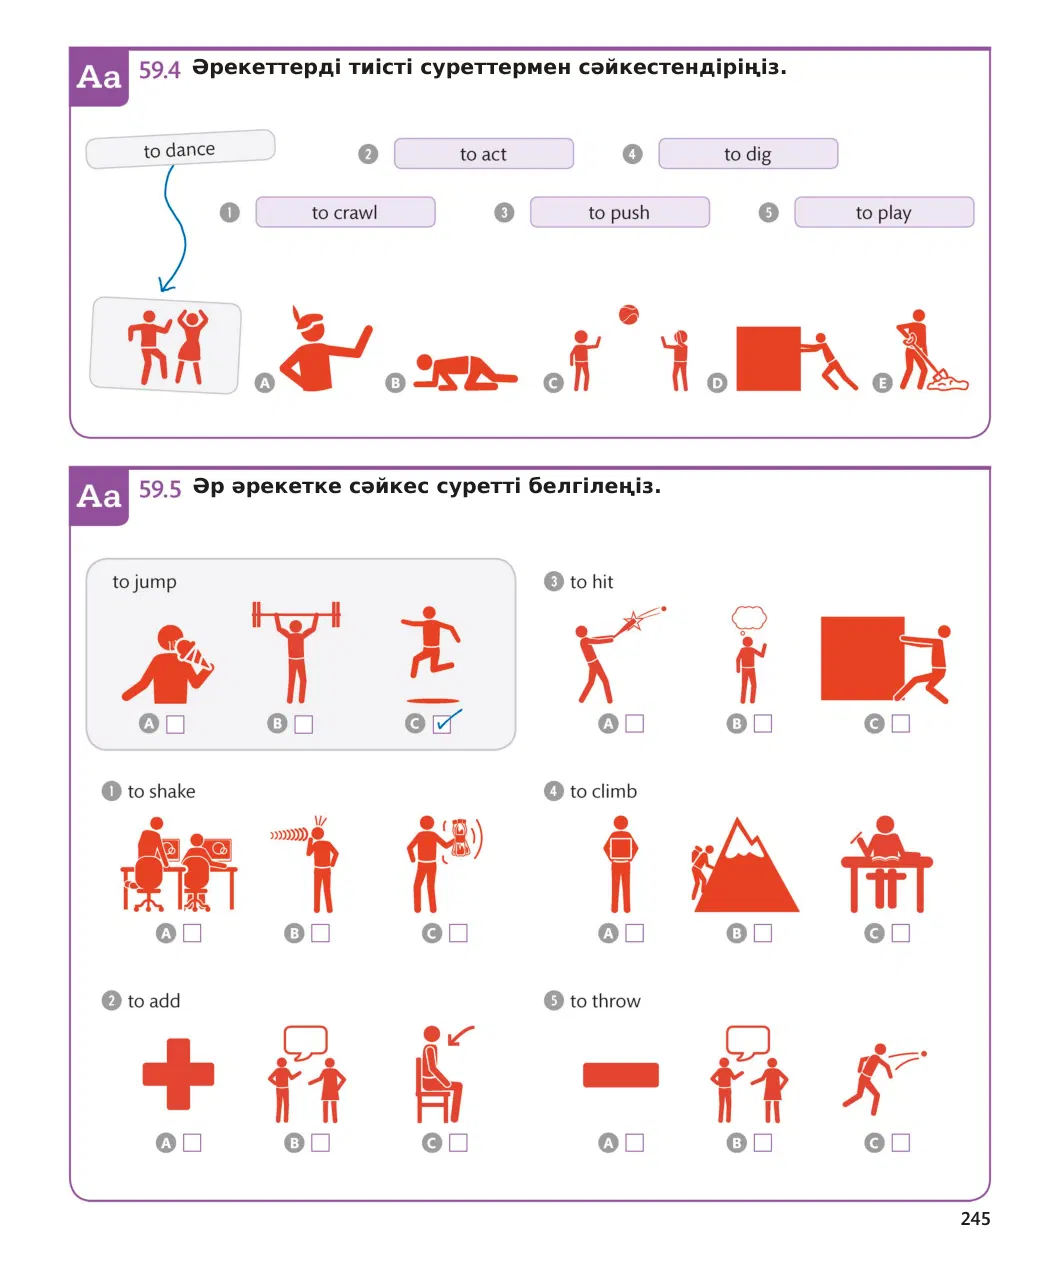 Aa 59.4 Әрекеттерді тиісті суреттермен сәйкестендіріңіз.
to dance
2 to act
4 to dig
1 to crawl
3 to push
5 to play
A B C D E
Aa 59.5 Әр әрекетке сәйкес суретті белгілеңіз.
to jump
A B C
3 to hit
A B C
1 to shake
A B C
4 to climb
A B C
2 to add
A B C
5 to throw
A B C
245